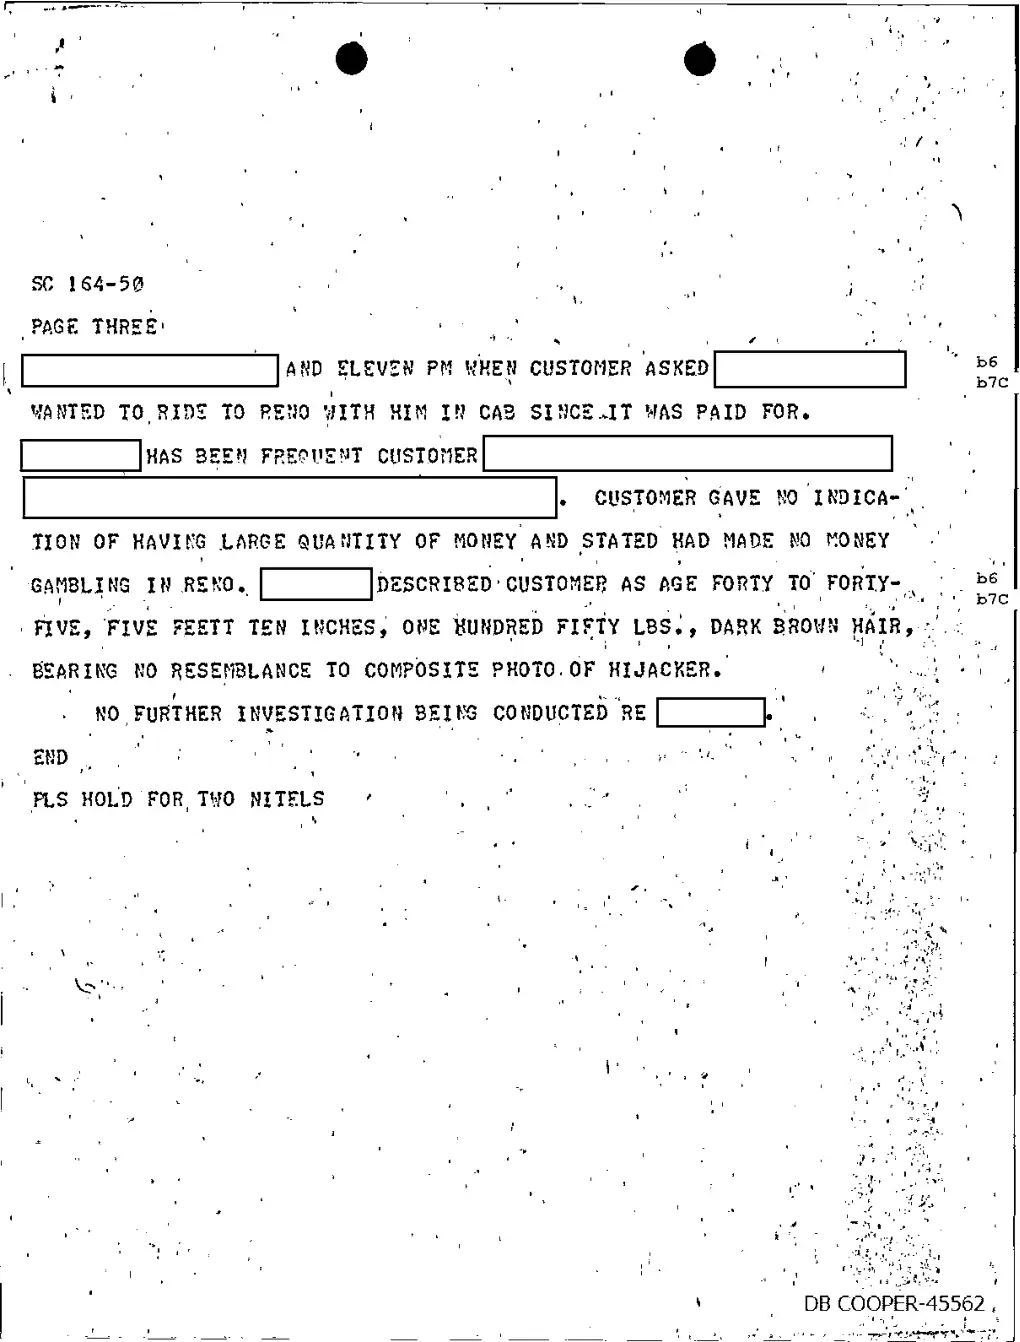 SC 164-50
PAGE THREE
AND ELEVEN PM WHEN CUSTOMER ASKED
b6
b7C
WANTED TO RIDE TO RENO WITH HIM IN CAB SINCE IT WAS PAID FOR.
HAS BEEN FREQUENT CUSTOMER
. CUSTOMER GAVE NO INDICA-
TION OF HAVING LARGE QUANTITY OF MONEY AND STATED HAD MADE NO MONEY
GAMBLING IN RENO. DESCRIBED CUSTOMER AS AGE FORTY TO FORTY-
b6
b7C
FIVE, FIVE FEETT TEN INCHES, ONE HUNDRED FIFTY LBS., DARK BROWN HAIR,
BEARING NO RESEMBLANCE TO COMPOSITE PHOTO OF HIJACKER.
NO FURTHER INVESTIGATION BEING CONDUCTED RE .
END
PLS HOLD FOR TWO NITELS
DB COOPER-45562